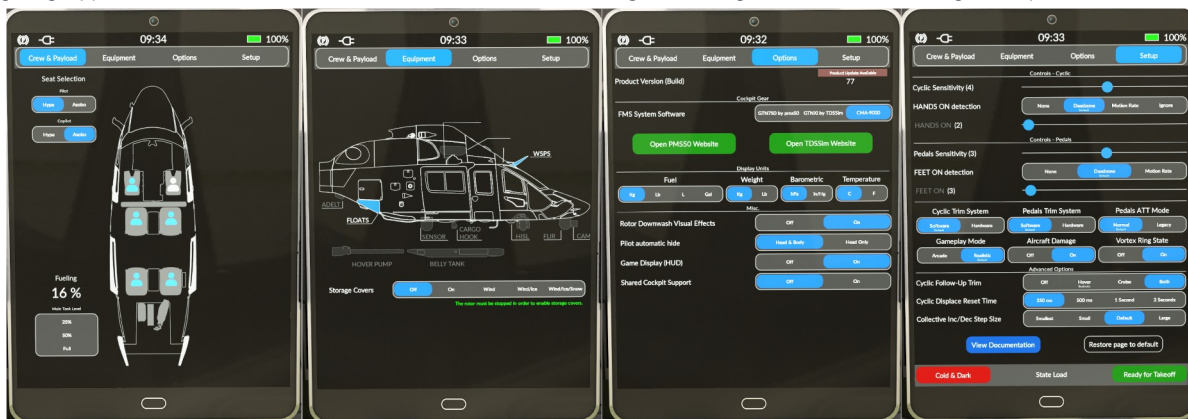 09:34
100%
Crew & Payload Equipment Options Setup
Seat Selection
Pilot
Hype Asobo
Copilot
Hype Asobo
Fueling
16 %
Main Tank Level
25%
50%
Full
09:33
100%
Crew & Payload Equipment Options Setup
WSPS
ADELT
FLOATS
SENSOR CARGO HOOK HISL FLIR CAM
HOVER PUMP BELLY TANK
Storage Covers Off On Wind Wind/Ice Wind/Ice/Snow
The rotor must be stopped in order to enable storage covers.
09:32
100%
Crew & Payload Equipment Options Setup
Product Update Available
Product Version (Build) 77
Cockpit Gear
FMS System Software GTN750 by pms50 GTNXi by TDSSim CMA-9000
Open PMS50 Website Open TDSSim Website
Display Units
Fuel Weight Barometric Temperature
Kg Lb L Gal Kg Lb hPa InHg C F
Misc.
Rotor Downwash Visual Effects Off On
Pilot automatic hide Head & Body Head Only
Game Display (HUD) Off On
Shared Cockpit Support Off On
09:33
100%
Crew & Payload Equipment Options Setup
Controls - Cyclic
Cyclic Sensitivity (4)
HANDS ON detection None Deadzone Default Motion Rate Ignore
HANDS ON (2)
Controls - Pedals
Pedals Sensitivity (3)
FEET ON detection None Deadzone Default Motion Rate
FEET ON (3)
Cyclic Trim System Pedals Trim System Pedals ATT Mode
Software Default Hardware Software Default Hardware Normal Default Legacy
Gameplay Mode Aircraft Damage Vortex Ring State
Arcade Realistic Default Off On Off On
Advanced Options
Cyclic Follow-Up Trim Off Hover Cruise Both
Cyclic Displace Reset Time 250 ms 500 ms 1 Second 2 Seconds
Collective Inc/Dec Step Size Smallest Small Default Large
View Documentation Restore page to default
Cold & Dark State Load Ready for Takeoff